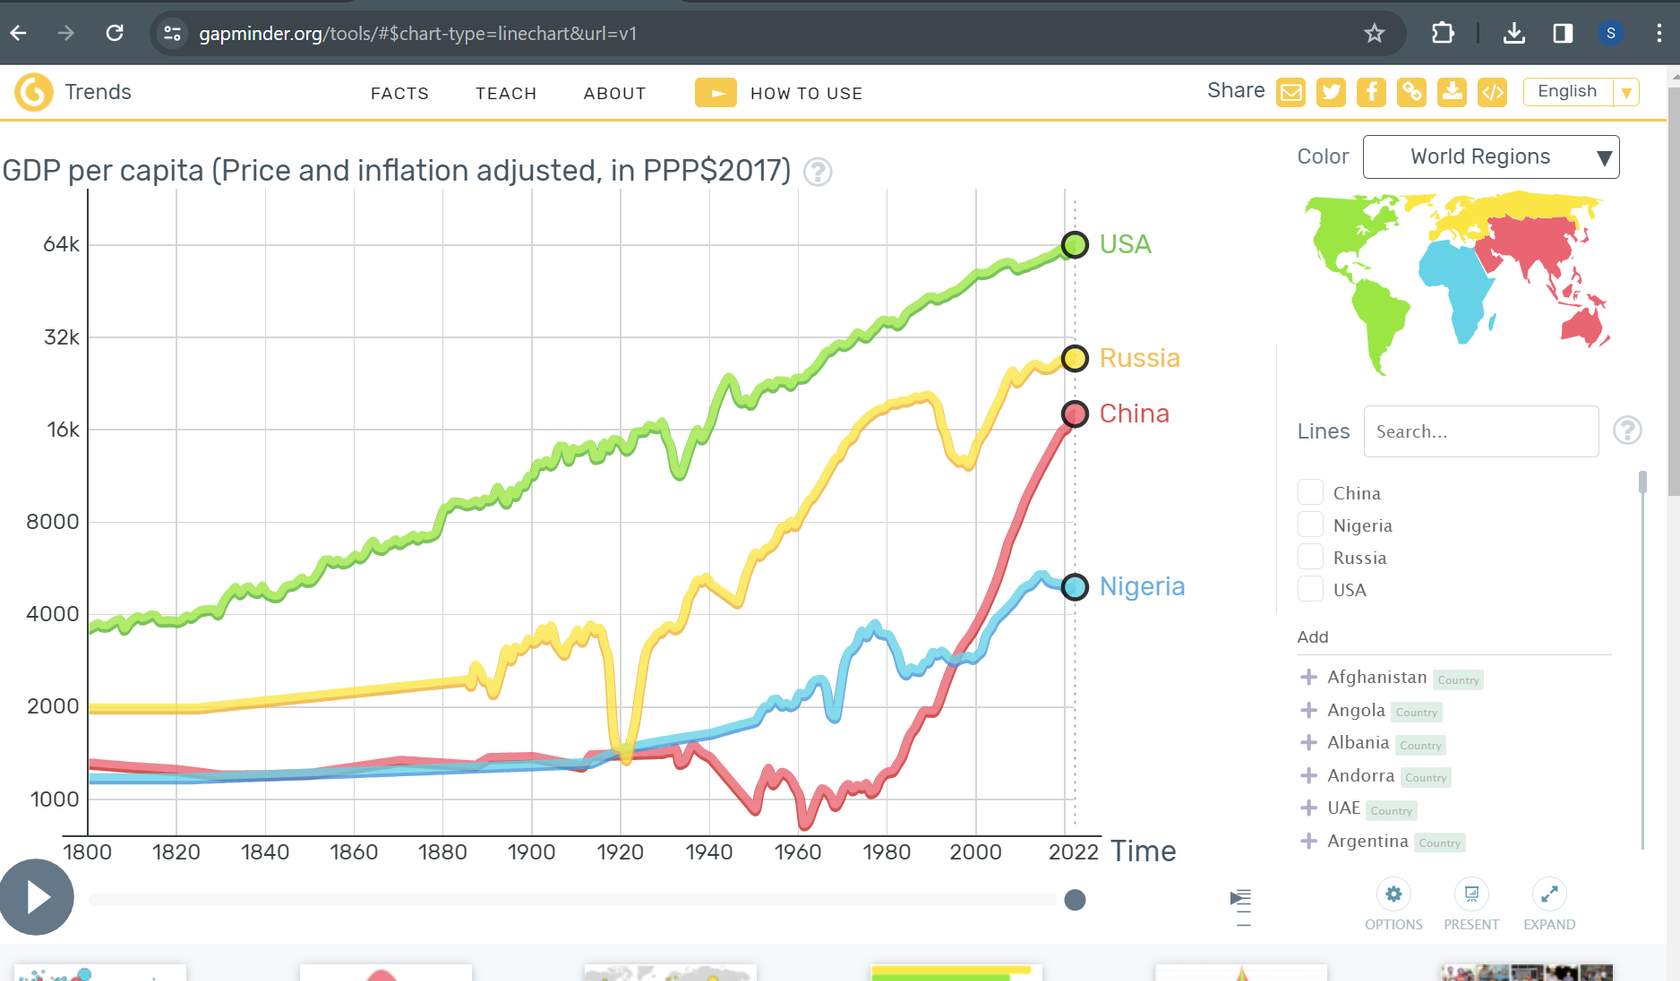 gapminder.org/tools/#$chart-type=linechart&url=v1
S
Trends
FACTS
TEACH
ABOUT
HOW TO USE
Share
English
GDP per capita (Price and inflation adjusted, in PPP$2017)
?
Color
World Regions
64k
32k
16k
8000
4000
2000
1000
USA
Russia
China
Nigeria
1800 1820 1840 1860 1880 1900 1920 1940 1960 1980 2000 2022 Time
Lines
Search...
?
China
Nigeria
Russia
USA
Add
Afghanistan Country
Angola Country
Albania Country
Andorra Country
UAE Country
Argentina Country
OPTIONS
PRESENT
EXPAND